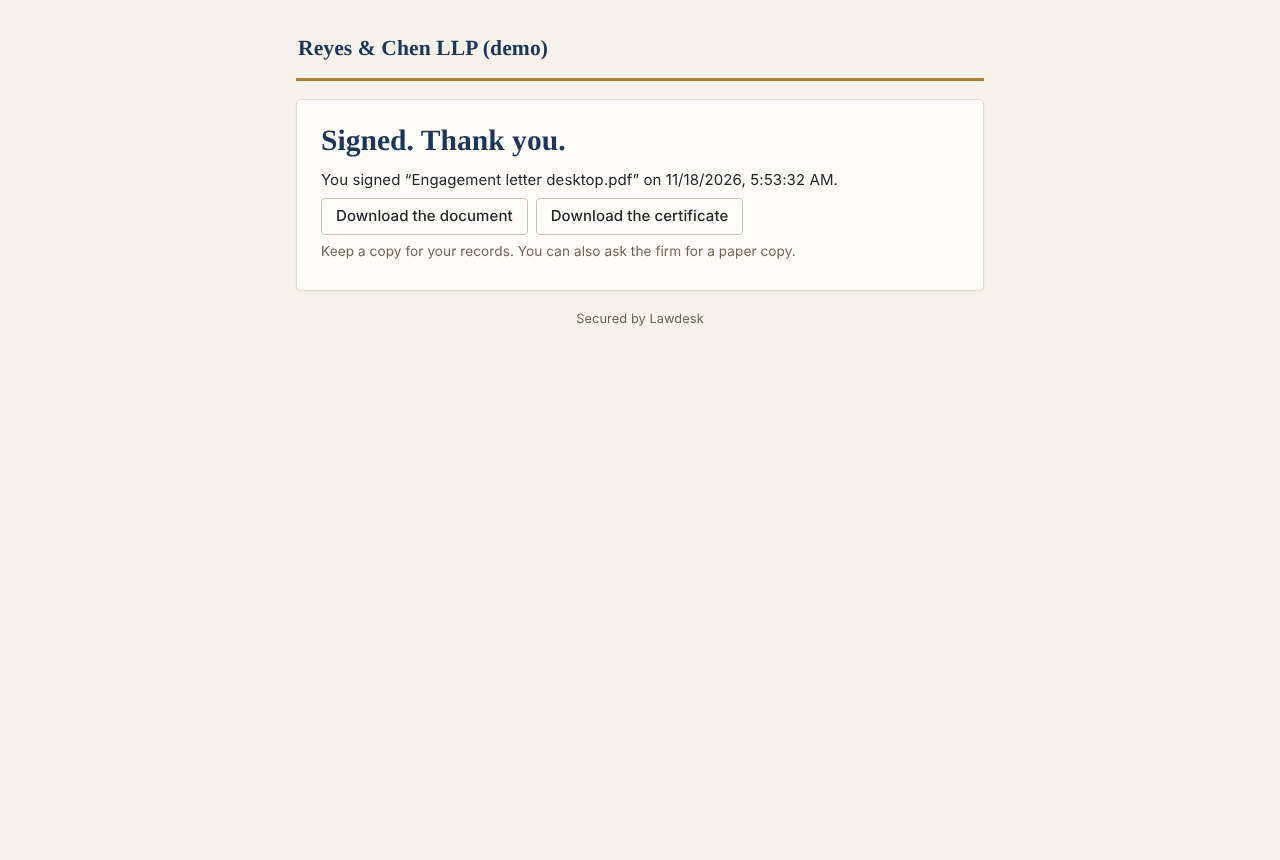 Reyes & Chen LLP (demo)
Signed. Thank you.
You signed “Engagement letter desktop.pdf” on 11/18/2026, 5:53:32 AM.
Download the document
Download the certificate
Keep a copy for your records. You can also ask the firm for a paper copy.
Secured by Lawdesk